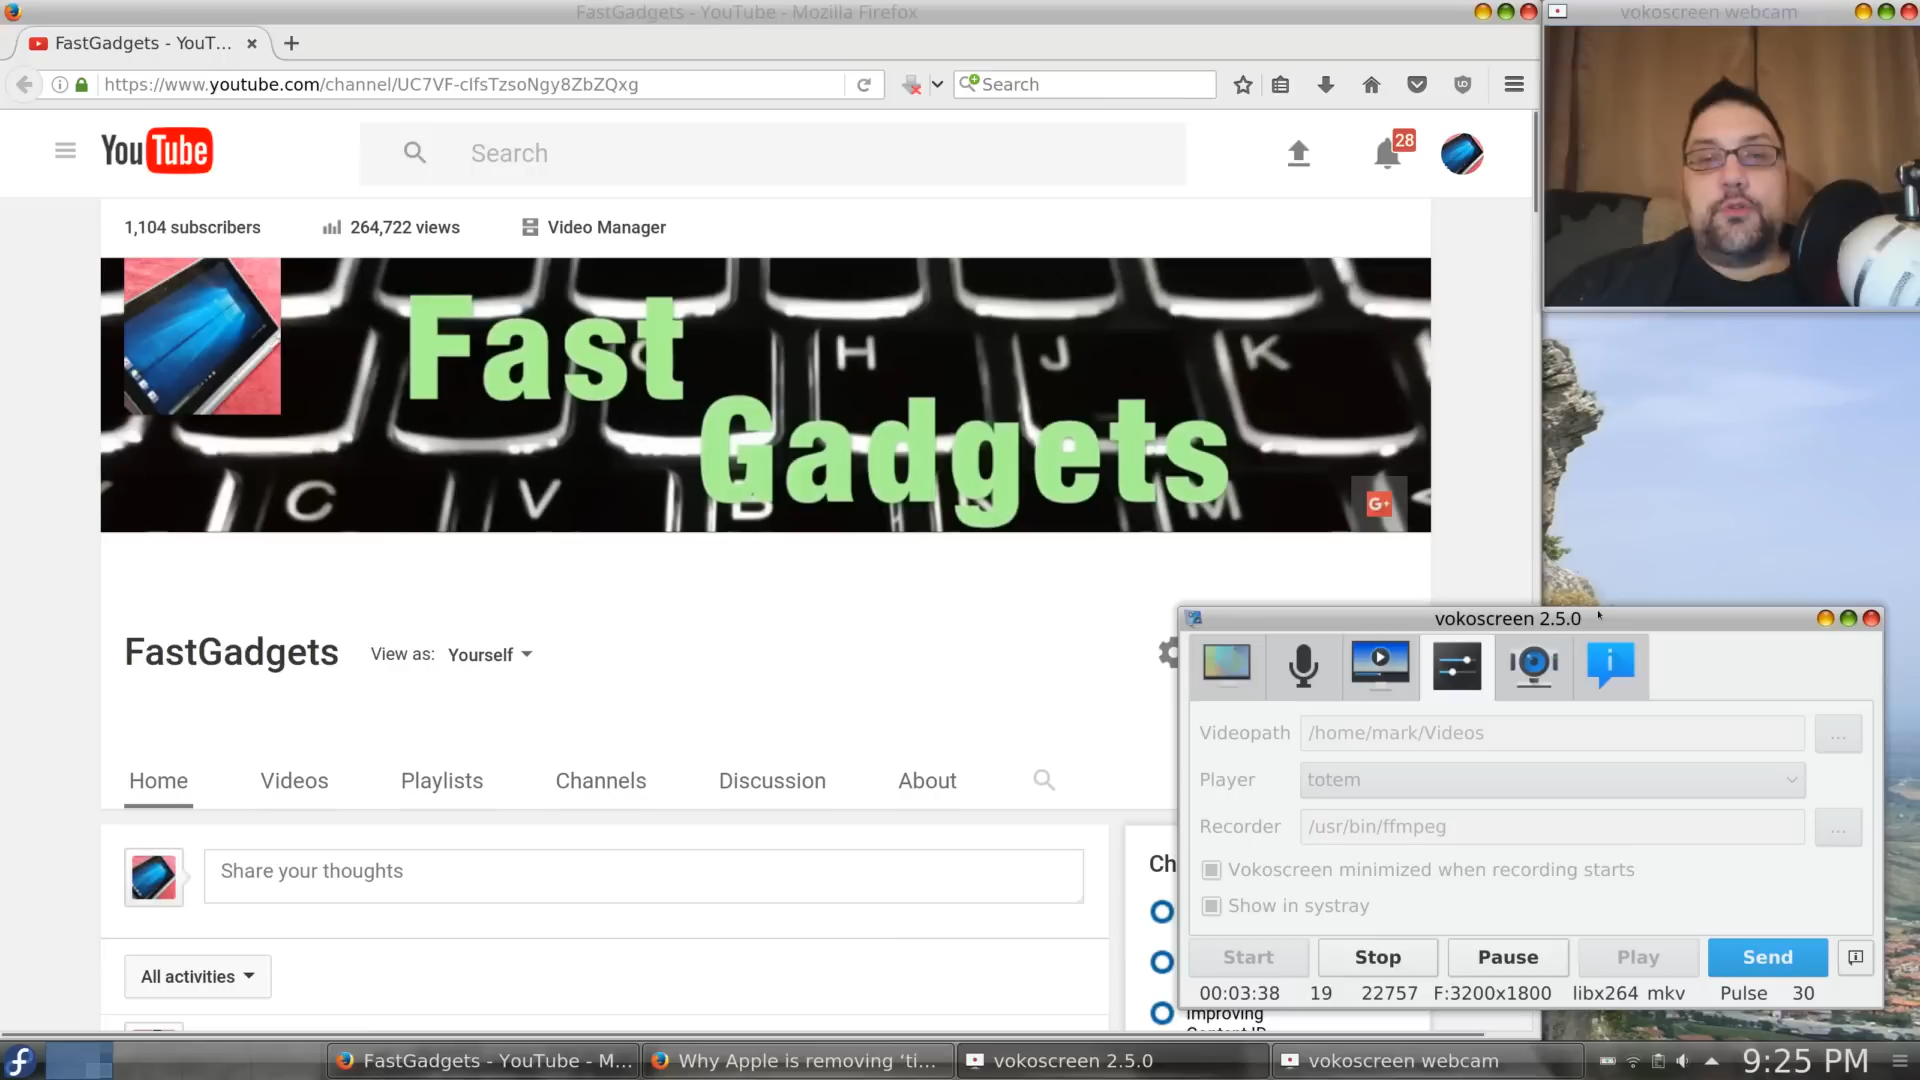 FastGadgets - YouTube - Mozilla Firefox
vokoscreen webcam
FastGadgets - YouT...
https://www.youtube.com/channel/UC7VF-cIfsTzsoNgy8ZbZQxg
Search
YouTube
Search
28
1,104 subscribers
264,722 views
Video Manager
Fast
H J K
Gadgets
C V B M <
G+
FastGadgets
View as: Yourself
Home Videos Playlists Channels Discussion About
Share your thoughts
Ch
All activities
Improving
Content ID
vokoscreen 2.5.0
Videopath /home/mark/Videos ...
Player totem
Recorder /usr/bin/ffmpeg ...
Vokoscreen minimized when recording starts
Show in systray
Start Stop Pause Play Send
00:03:38 19 22757 F:3200x1800 libx264 mkv Pulse 30
FastGadgets - YouTube - M...
Why Apple is removing ‘ti...
vokoscreen 2.5.0
vokoscreen webcam
9:25 PM